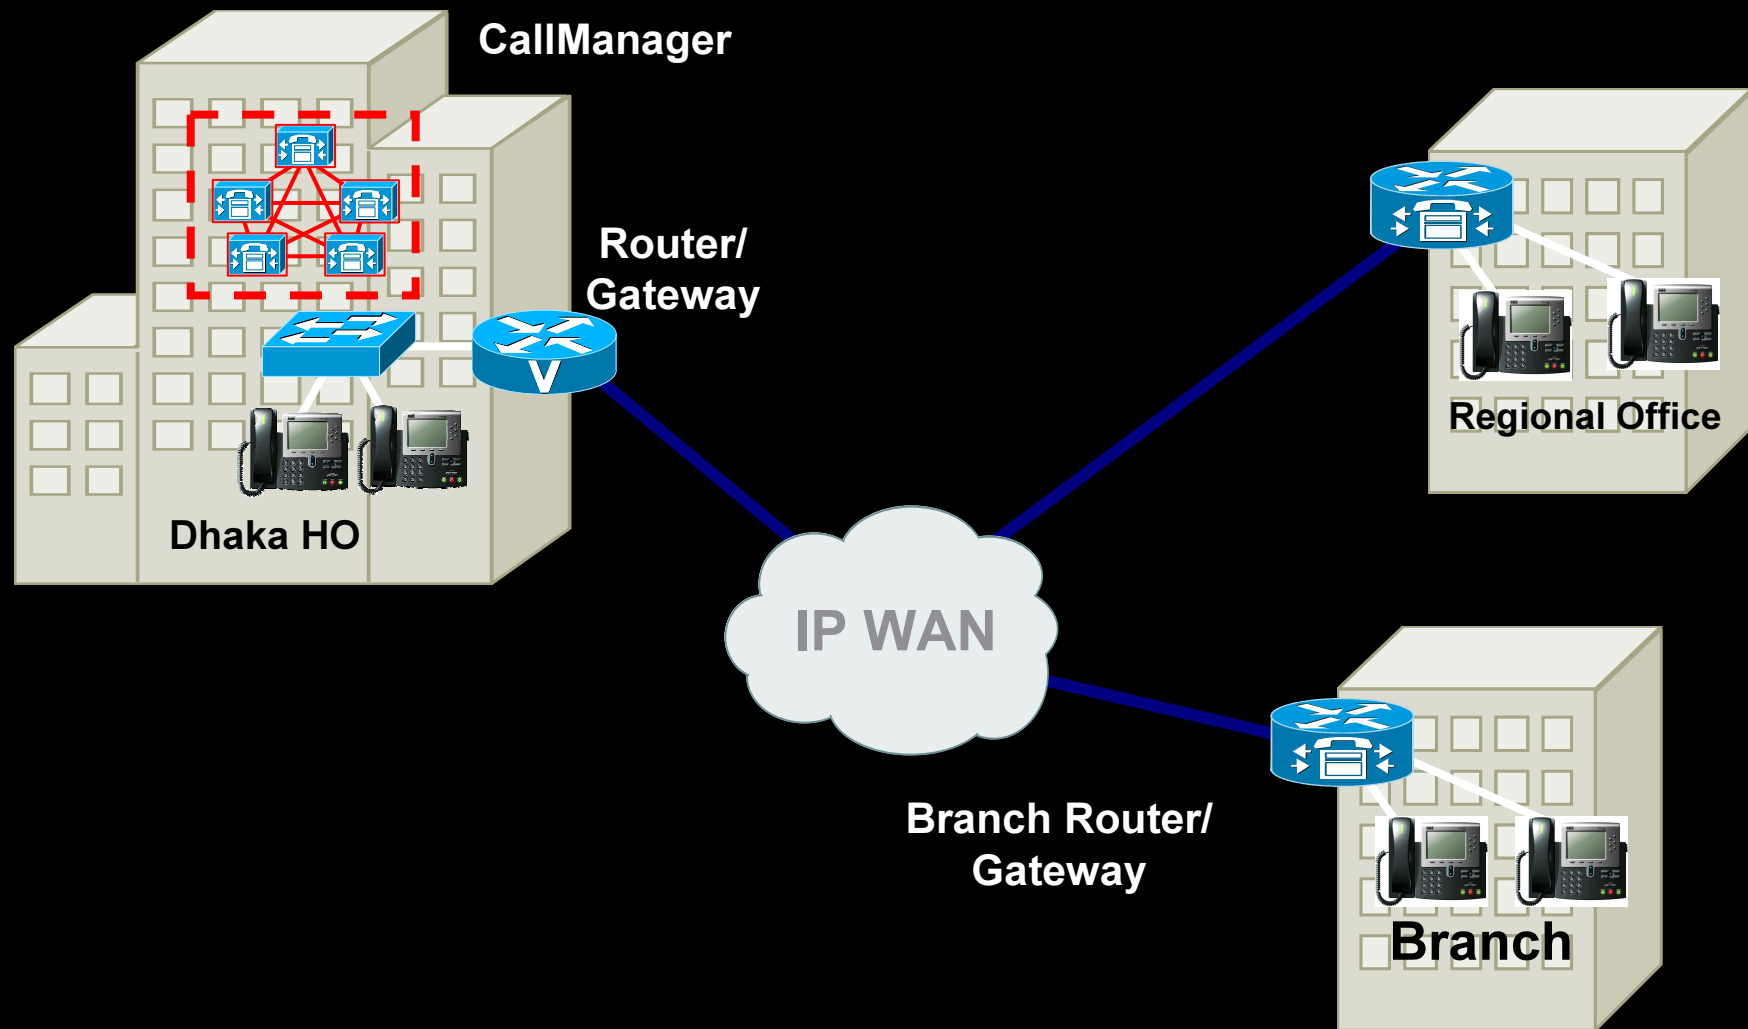 CallManager
Router/
Gateway
V
Dhaka HO
Regional Office
IP WAN
Branch Router/
Gateway
Branch